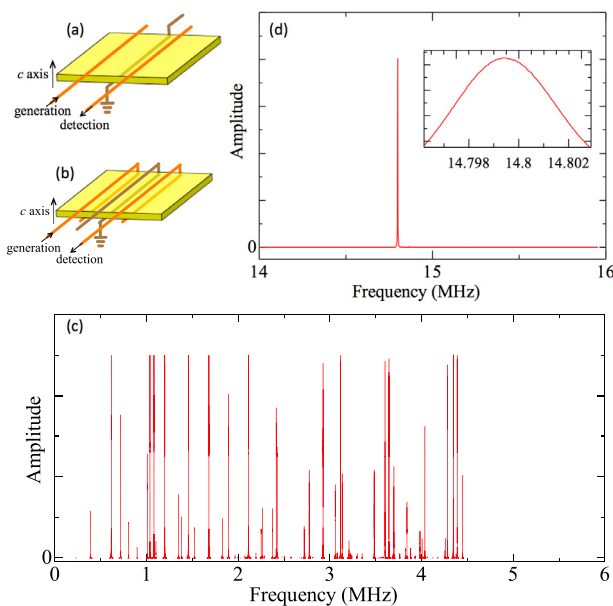 (a)
c axis
generation
detection
(b)
c axis
generation
detection
(d)
Amplitude
0
14.798 14.8 14.802
14 15 16
Frequency (MHz)
(c)
Amplitude
0
0 1 2 3 4 5 6
Frequency (MHz)